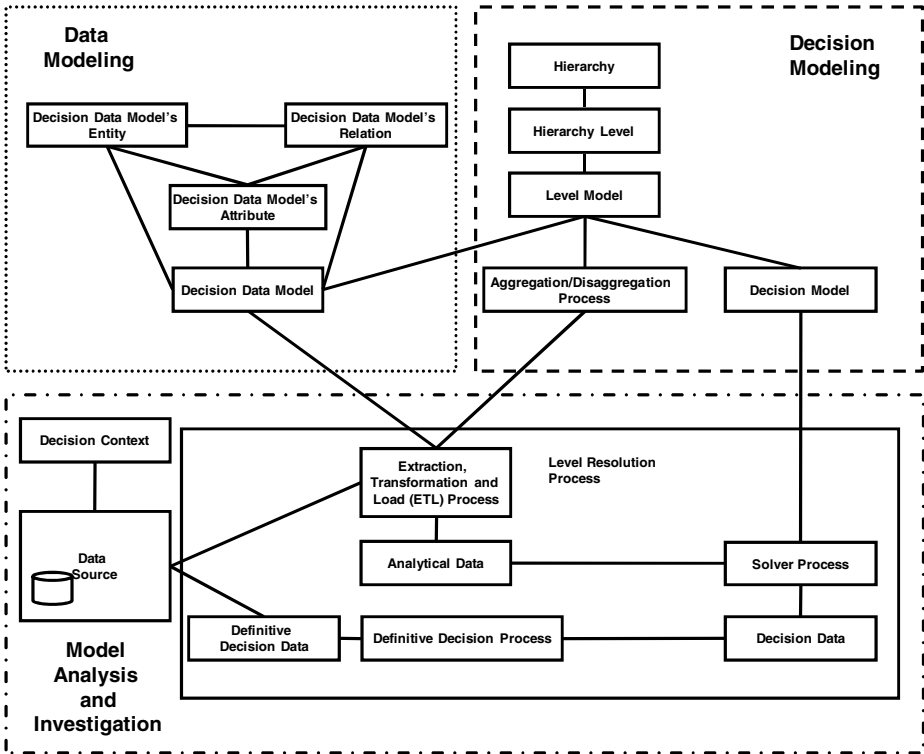 Data
Modeling
Decision Data Model's
Entity
Decision Data Model's
Relation
Decision Data Model's
Attribute
Decision Data Model
Decision
Modeling
Hierarchy
Hierarchy Level
Level Model
Aggregation/Disaggregation
Process
Decision Model
Decision Context
Data
Source
Model
Analysis
and
Investigation
Level Resolution
Process
Extraction,
Transformation and
Load (ETL) Process
Analytical Data
Solver Process
Definitive
Decision Data
Definitive Decision Process
Decision Data